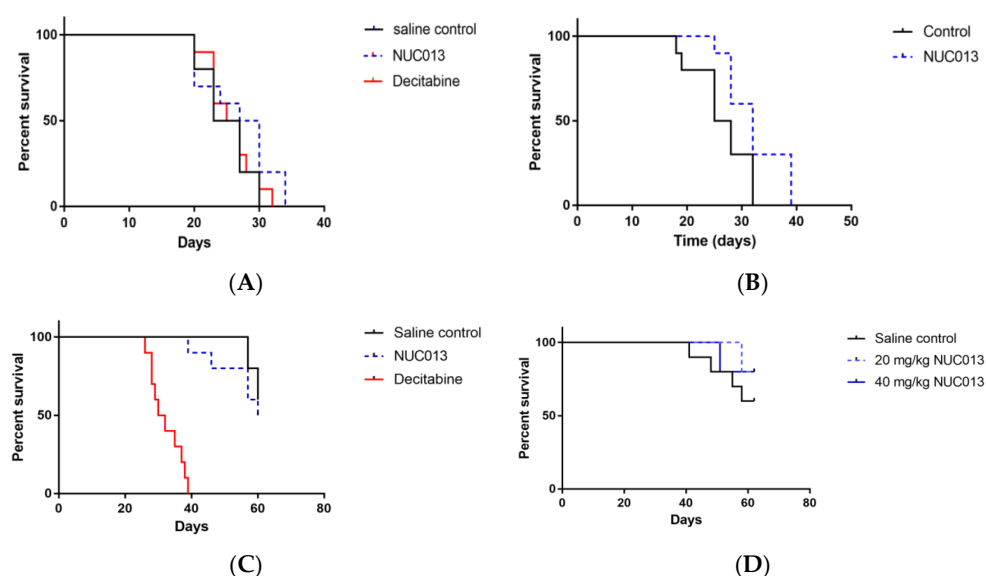 saline control
NUC013
Decitabine
Percent survival
100
50
0
0 10 20 30 40
Days
(A)
Control
NUC013
Percent survival
100
50
0
0 10 20 30 40 50
Time (days)
(B)
Saline control
NUC013
Decitabine
Percent survival
100
50
0
0 20 40 60 80
Days
(C)
Saline control
20 mg/kg NUC013
40 mg/kg NUC013
Percent survival
100
50
0
0 20 40 60 80
Days
(D)